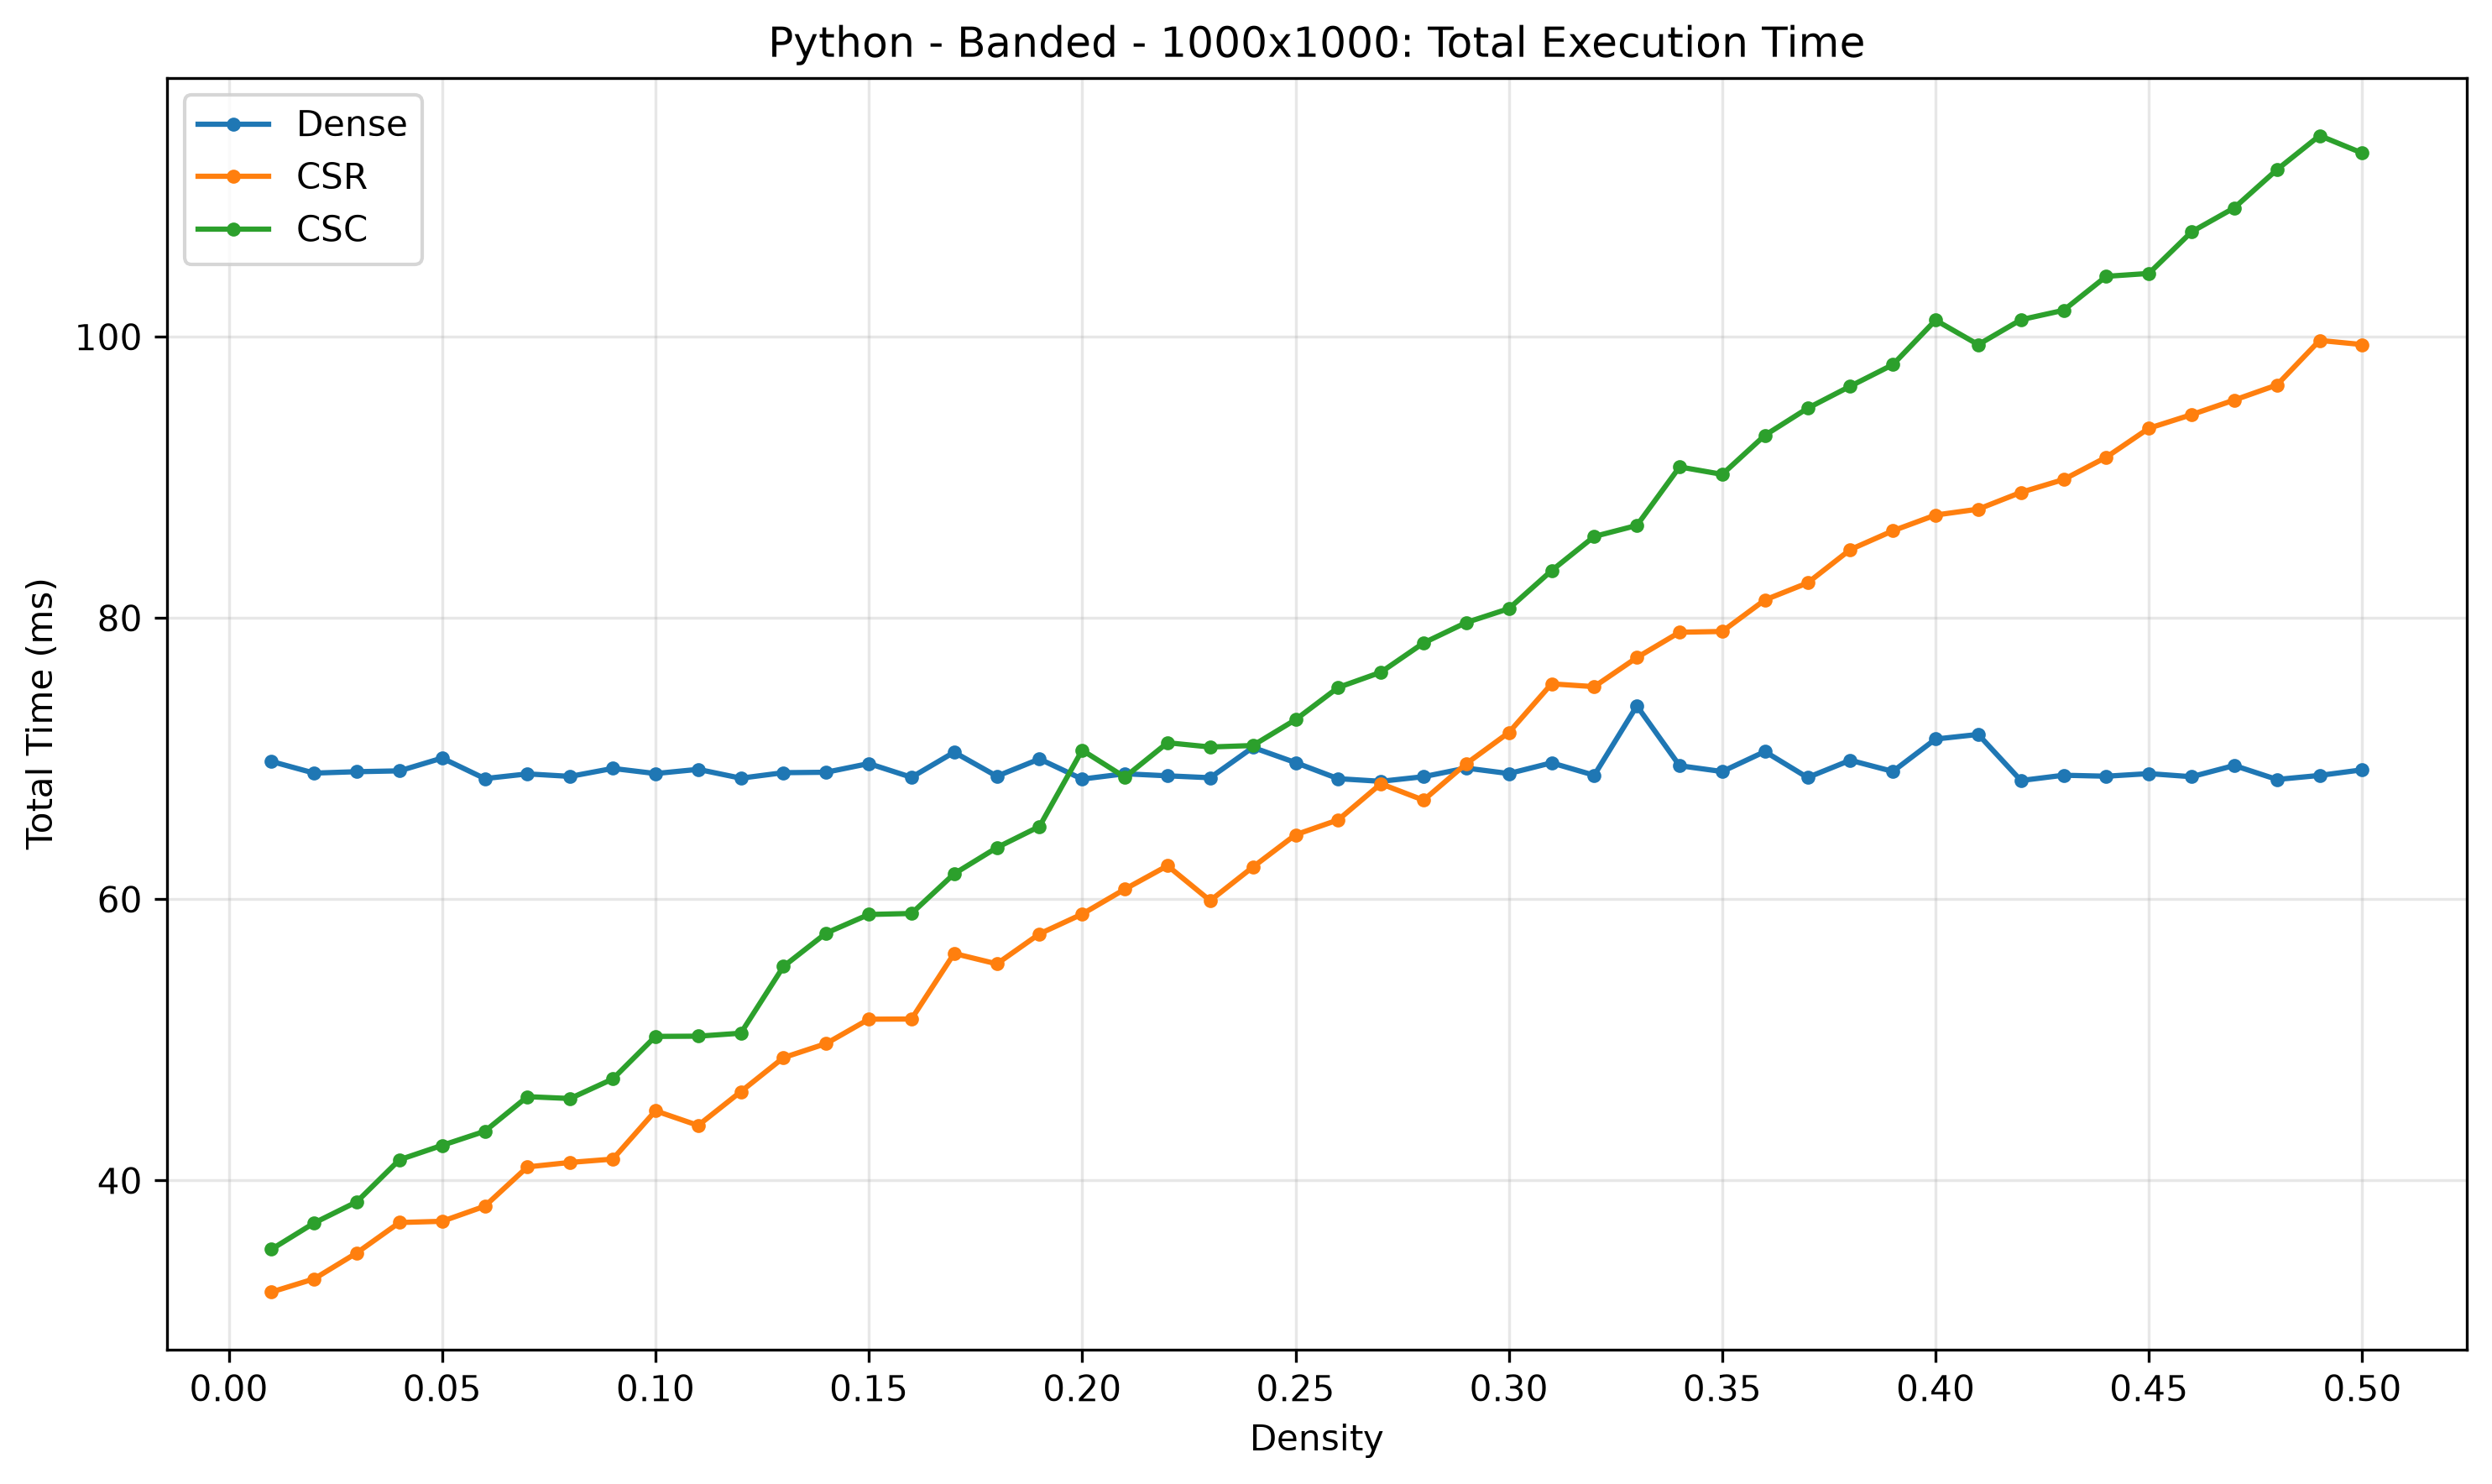 Python - Banded - 1000x1000: Total Execution Time
Dense
CSR
CSC
Total Time (ms)
100
80
60
40
0.00 0.05 0.10 0.15 0.20 0.25 0.30 0.35 0.40 0.45 0.50
Density